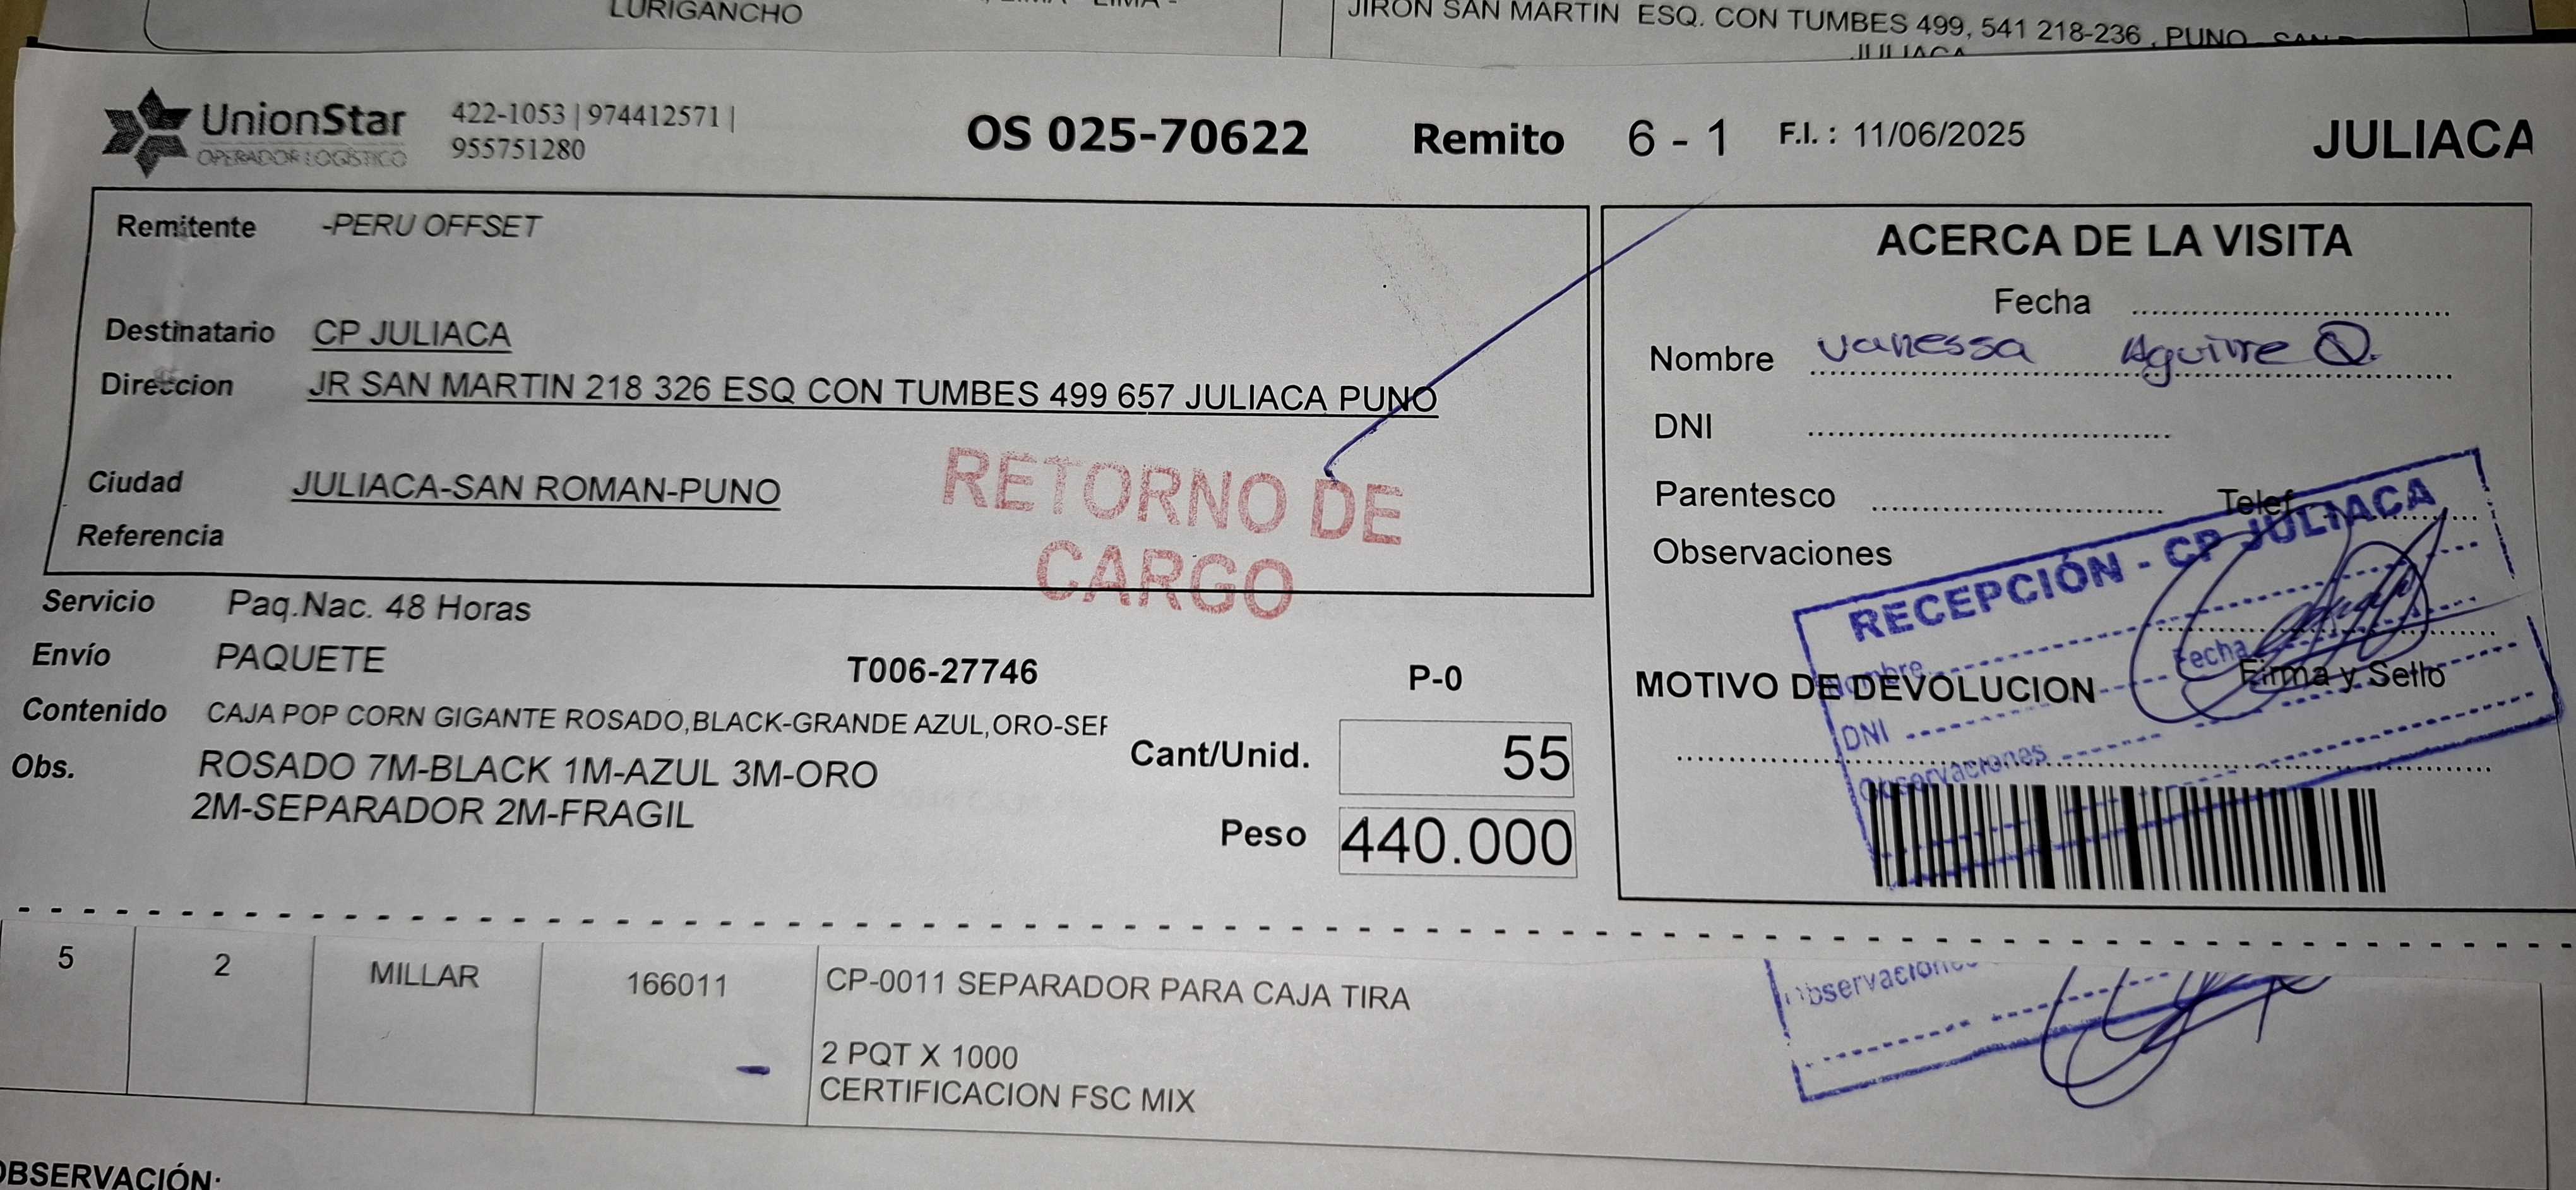 LURIGANCHO
JIRON SAN MARTIN ESQ. CON TUMBES 499, 541 218-236 , PUNO
JULIACA
UnionStar
OPERADOR LOGÍSTICO
422-1053 | 974412571 |
955751280
OS 025-70622
Remito 6 - 1
F.I. : 11/06/2025
JULIACA
Remitente -PERU OFFSET
Destinatario CP JULIACA
Direccion JR SAN MARTIN 218 326 ESQ CON TUMBES 499 657 JULIACA PUNO
Ciudad JULIACA-SAN ROMAN-PUNO
Referencia
RETORNO DE
CARGO
Servicio Paq.Nac. 48 Horas
Envío PAQUETE T006-27746 P-0
Contenido CAJA POP CORN GIGANTE ROSADO,BLACK-GRANDE AZUL,ORO-SEF
Obs. ROSADO 7M-BLACK 1M-AZUL 3M-ORO
2M-SEPARADOR 2M-FRAGIL
Cant/Unid. 55
Peso 440.000
ACERCA DE LA VISITA
Fecha
Nombre Vanessa Aguirre Q.
DNI
Parentesco Telef
Observaciones
RECEPCIÓN - CP JULIACA
Nombre
Fecha
Firma y Sello
MOTIVO DE DEVOLUCION
DNI
Observaciones
5 2 MILLAR 166011 CP-0011 SEPARADOR PARA CAJA TIRA
2 PQT X 1000
CERTIFICACION FSC MIX
Observaciones
OBSERVACIÓN: